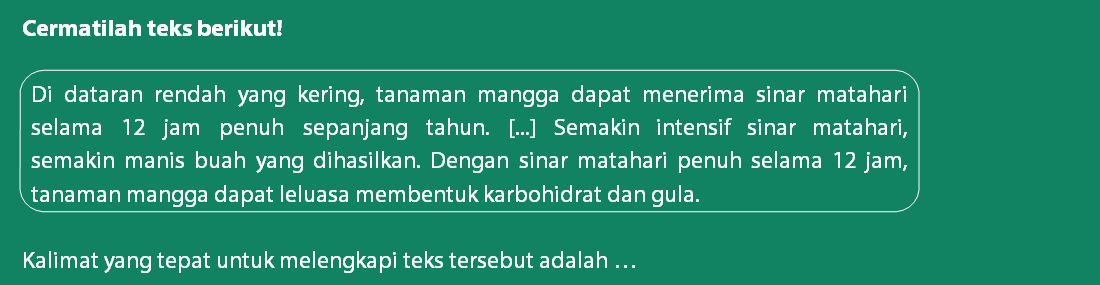 Cermatilah teks berikut!
Di dataran rendah yang kering, tanaman mangga dapat menerima sinar matahari
selama 12 jam penuh sepanjang tahun. [...] Semakin intensif sinar matahari,
semakin manis buah yang dihasilkan. Dengan sinar matahari penuh selama 12 jam,
tanaman mangga dapat leluasa membentuk karbohidrat dan gula.
Kalimat yang tepat untuk melengkapi teks tersebut adalah ...